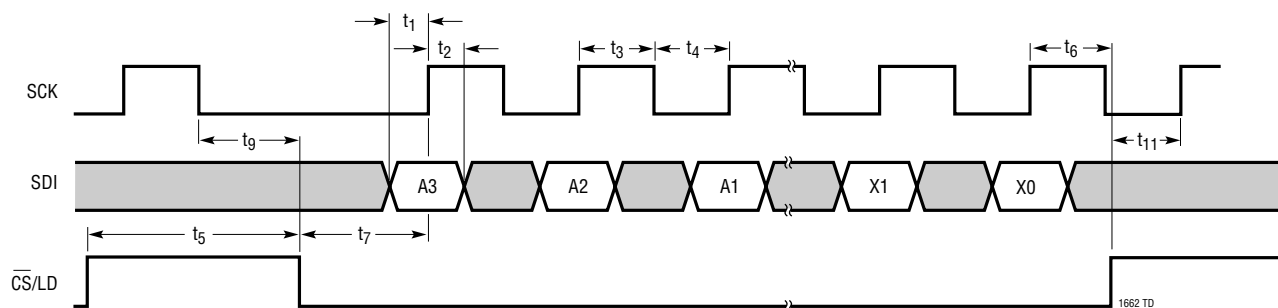 t₁
t₂ t₃ t₄ t₆
SCK
t₉ t₁₁
SDI A3 A2 A1 X1 X0
t₅ t₇
C̅S̅/LD
1662 TD